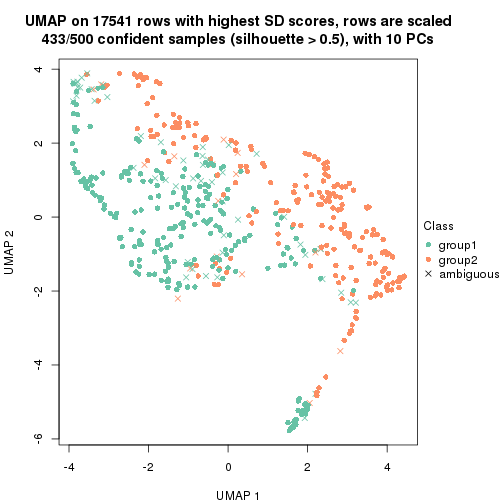 UMAP on 17541 rows with highest SD scores, rows are scaled
433/500 confident samples (silhouette > 0.5), with 10 PCs
4
2
0
-2
-4
-6
UMAP 2
-4
-2
0
2
4
UMAP 1
Class
group1
group2
ambiguous